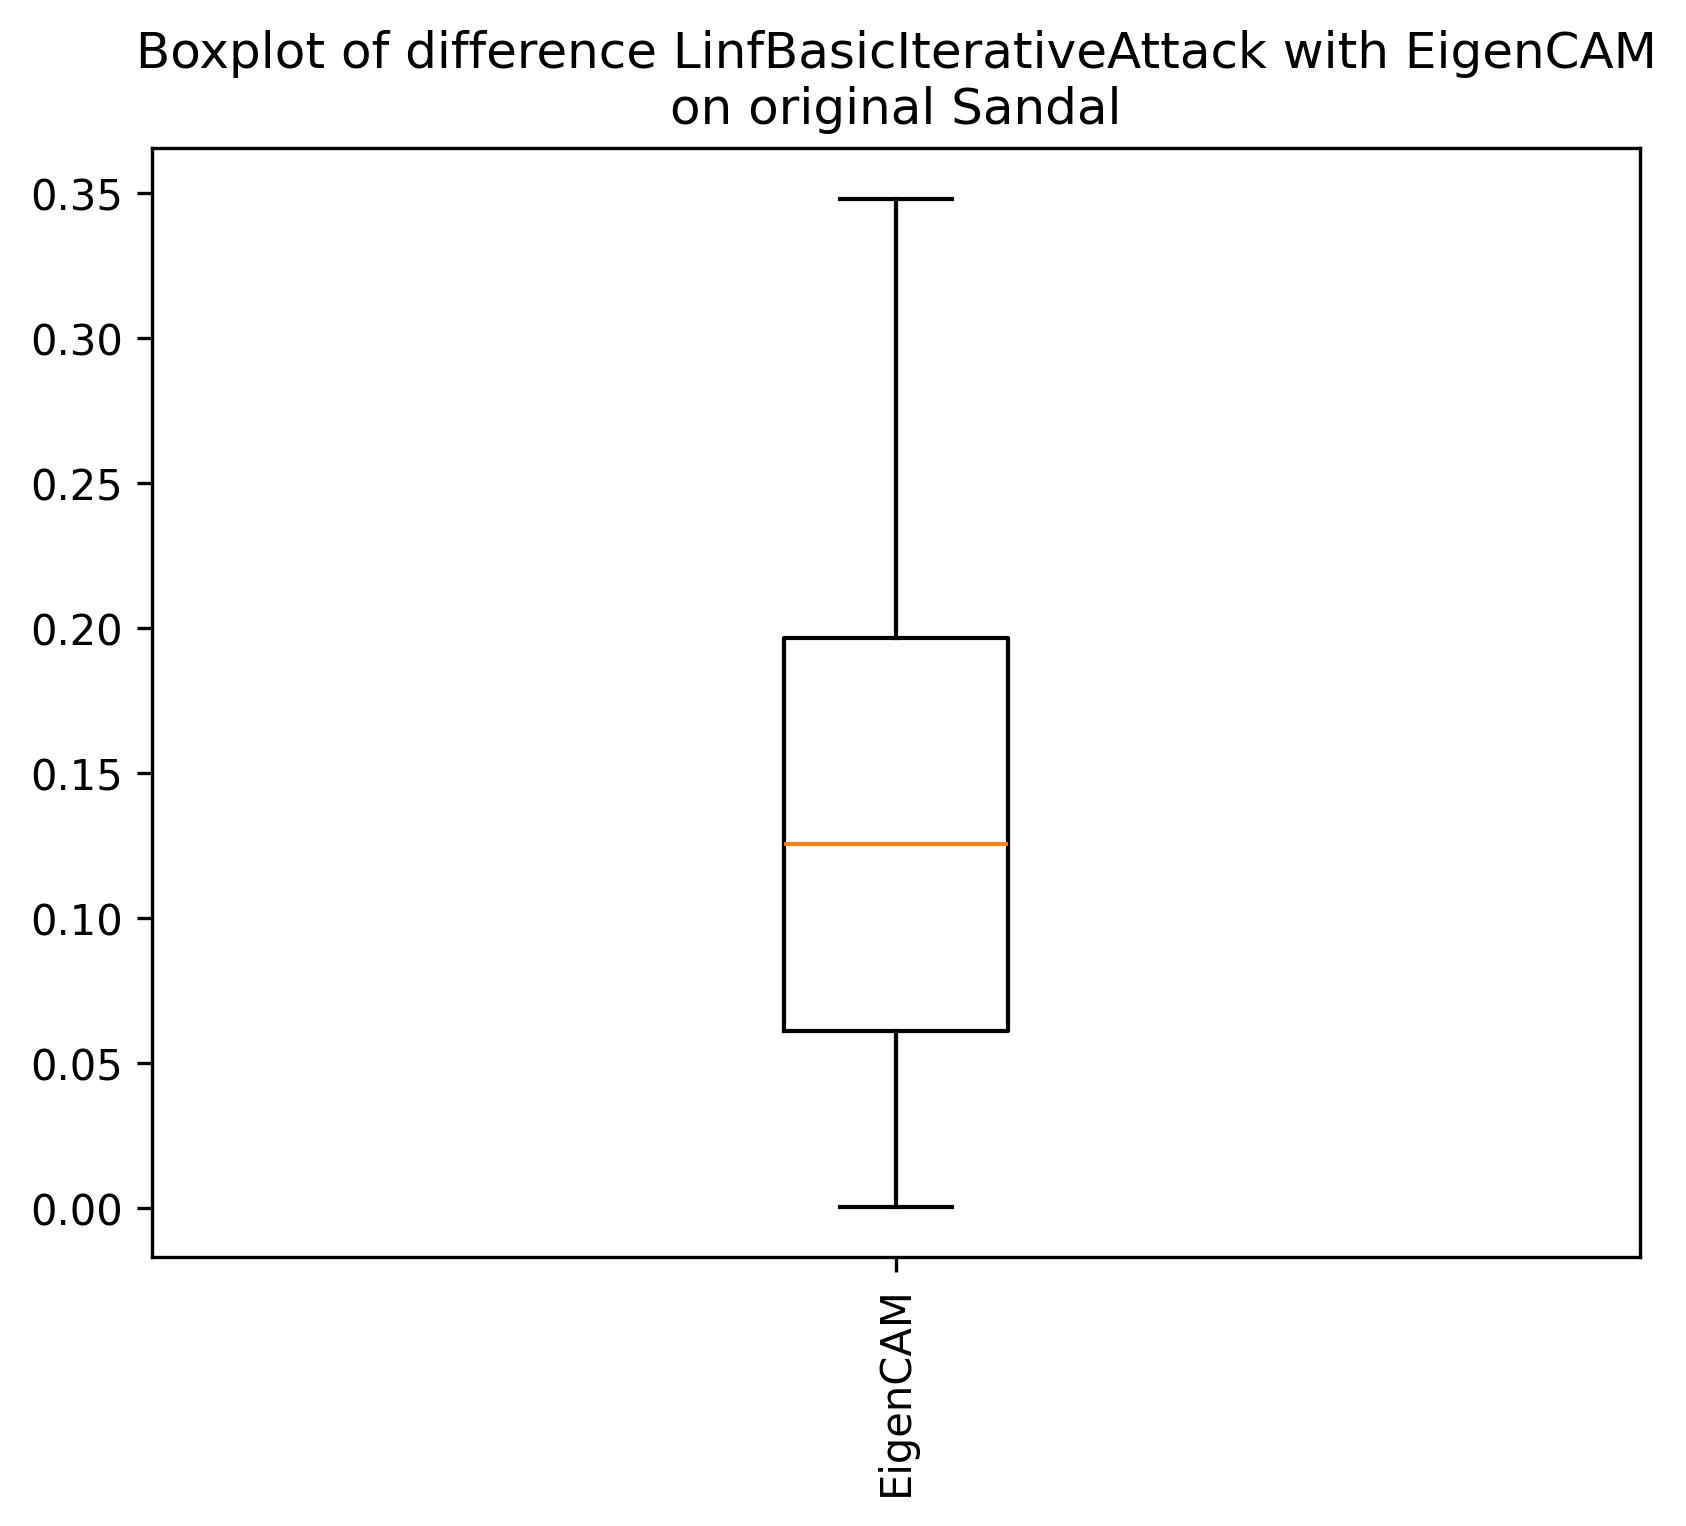 Boxplot of difference LinfBasicIterativeAttack with EigenCAM
on original Sandal
0.35
0.30
0.25
0.20
0.15
0.10
0.05
0.00
EigenCAM